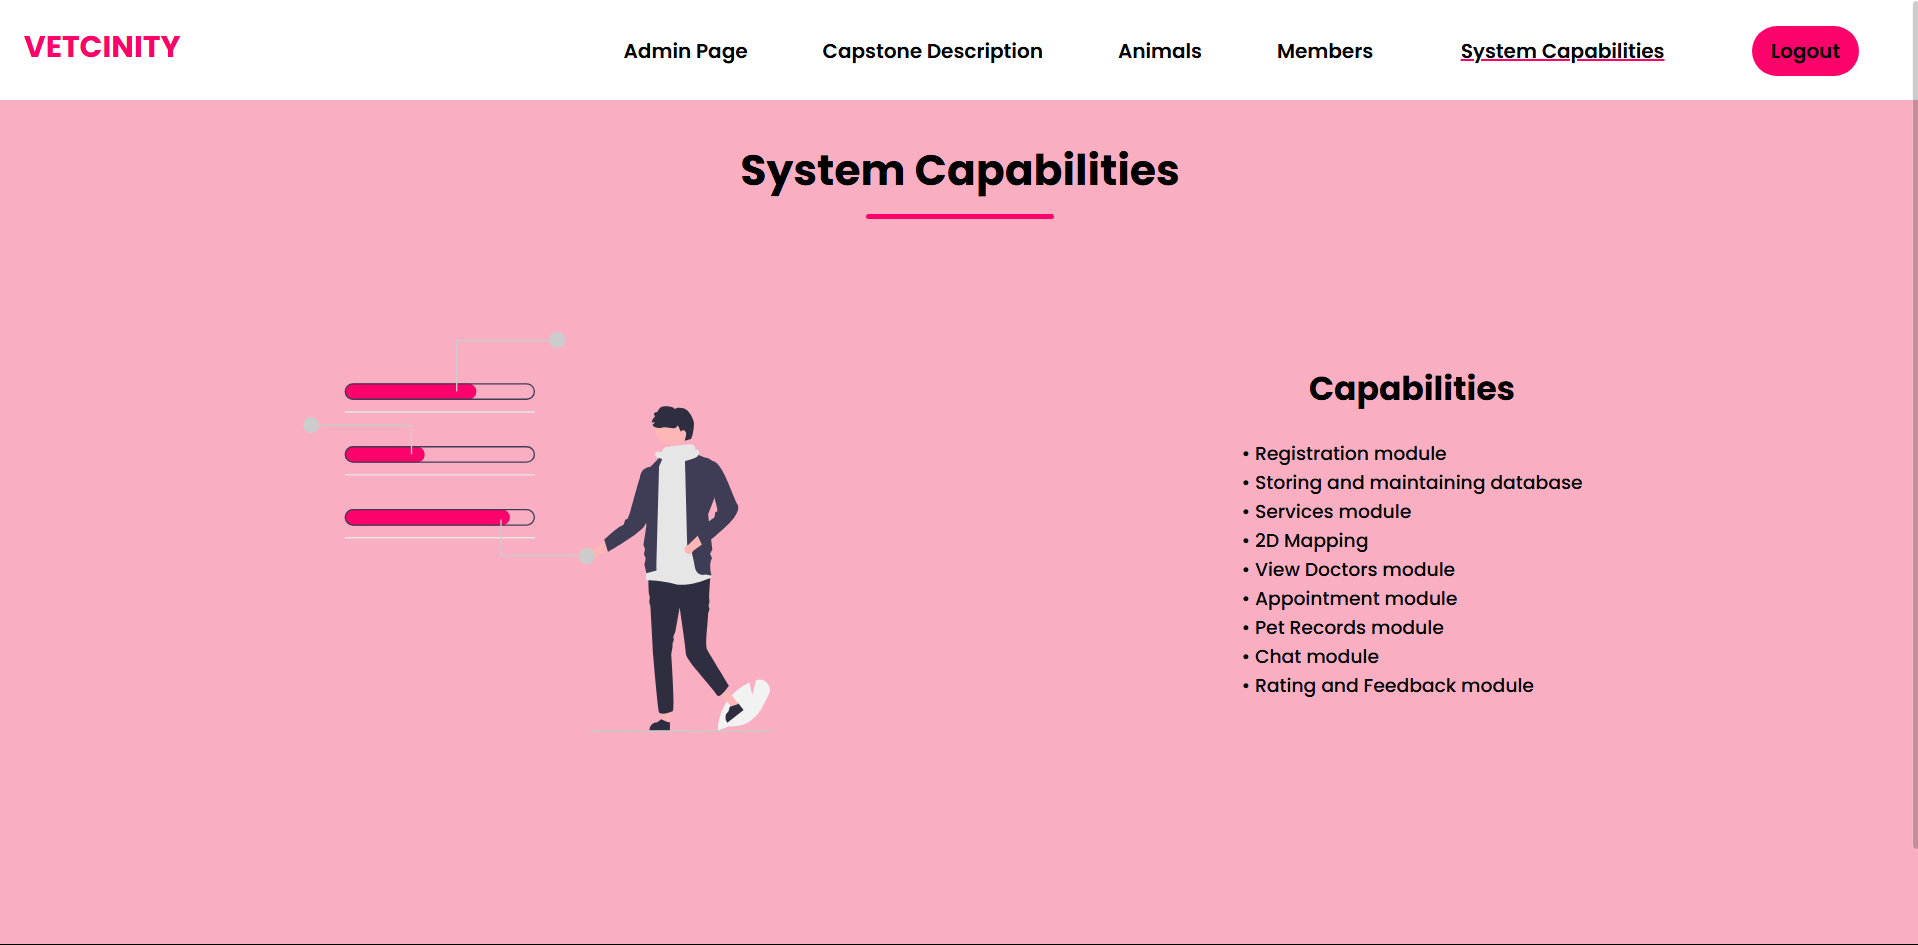 VETCINITY
Admin Page
Capstone Description
Animals
Members
System Capabilities
Logout
System Capabilities
Capabilities
• Registration module
• Storing and maintaining database
• Services module
• 2D Mapping
• View Doctors module
• Appointment module
• Pet Records module
• Chat module
• Rating and Feedback module